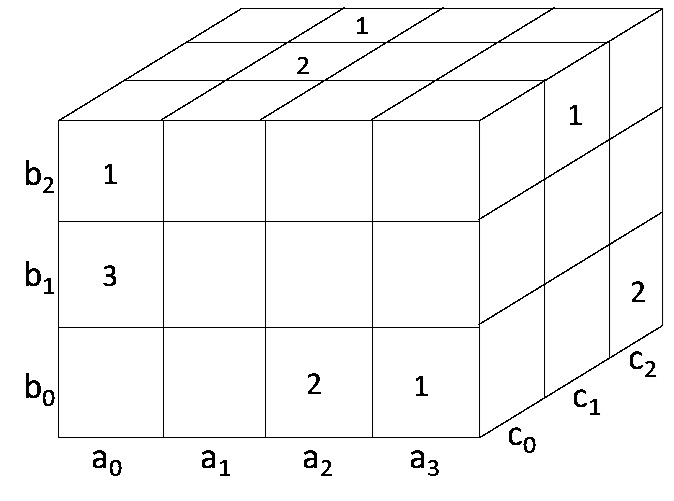 1
2
1
b₂ 1
b₁ 3
2
b₀ 2 1
c₂
c₁
c₀
a₀ a₁ a₂ a₃